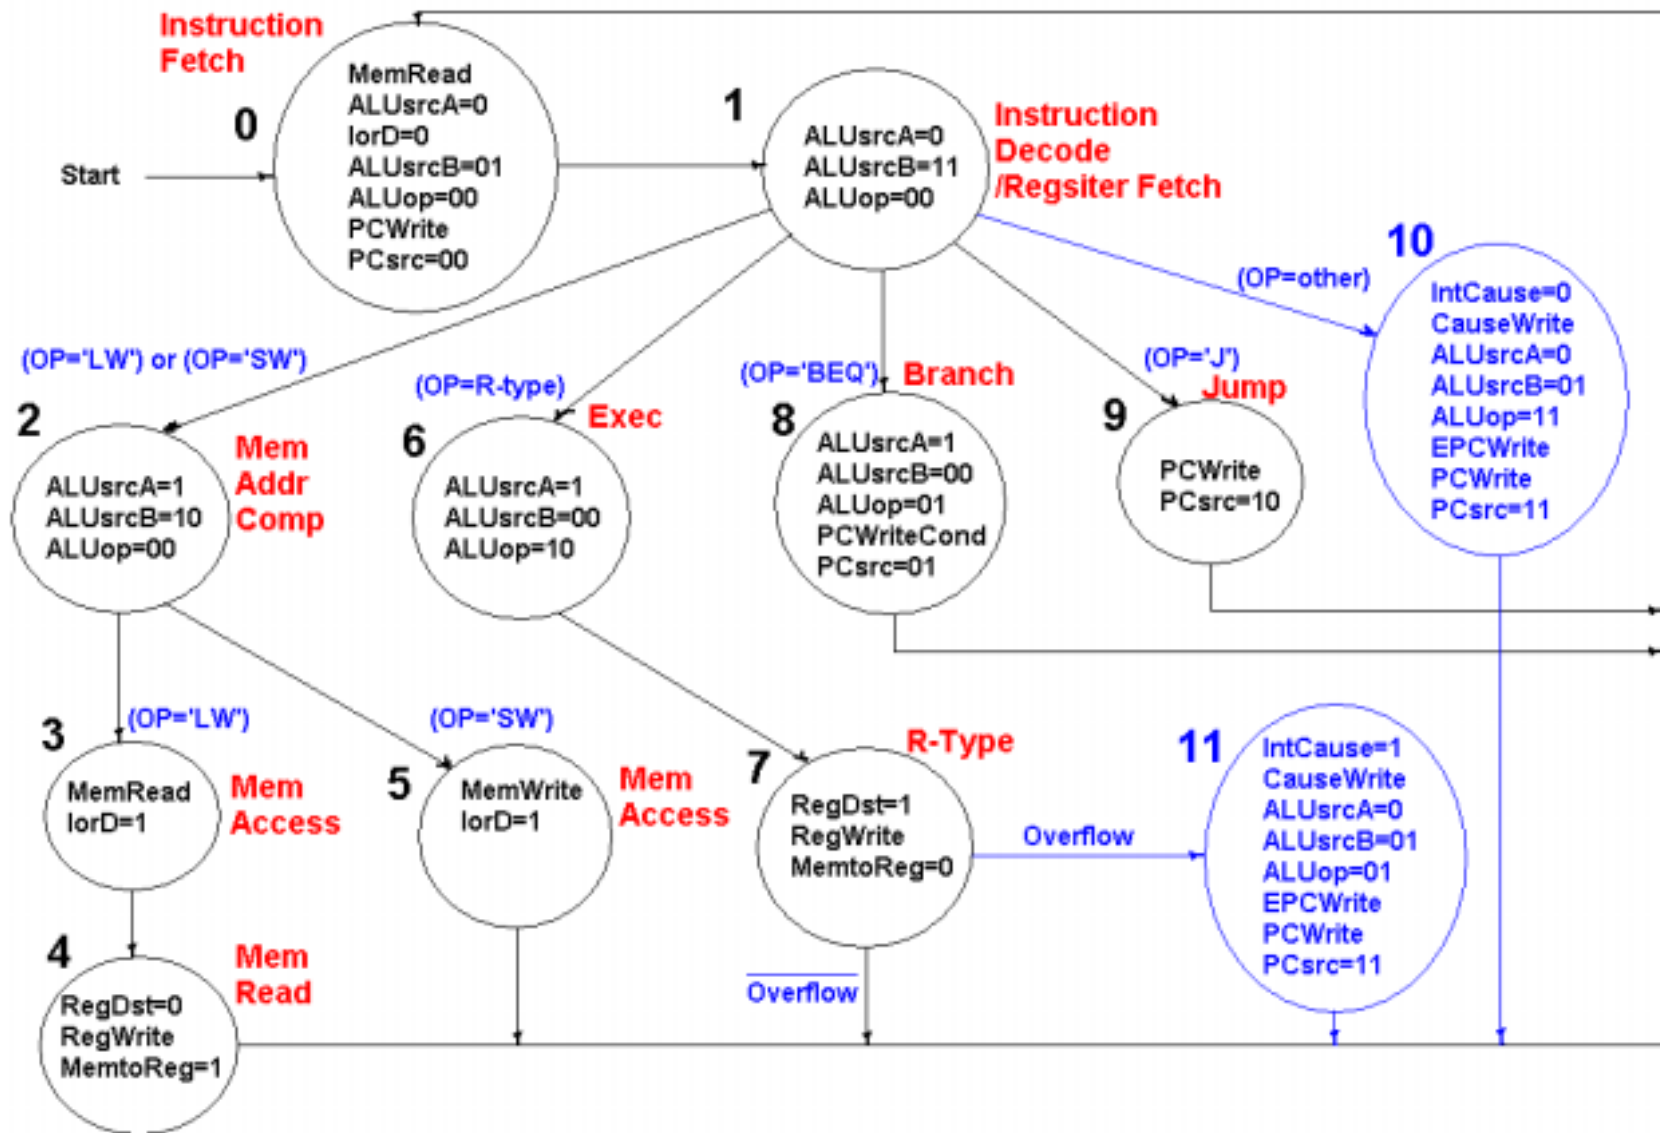 Instruction
Fetch
0
MemRead
ALUsrcA=0
IorD=0
ALUsrcB=01
ALUop=00
PCWrite
PCsrc=00
Start
1
ALUsrcA=0
ALUsrcB=11
ALUop=00
Instruction
Decode
/Regsiter Fetch
(OP=other)
10
IntCause=0
CauseWrite
ALUsrcA=0
ALUsrcB=01
ALUop=11
EPCWrite
PCWrite
PCsrc=11
(OP='LW') or (OP='SW')
2
ALUsrcA=1
ALUsrcB=10
ALUop=00
Mem
Addr
Comp
(OP=R-type)
Exec
6
ALUsrcA=1
ALUsrcB=00
ALUop=10
(OP='BEQ')
Branch
8
ALUsrcA=1
ALUsrcB=00
ALUop=01
PCWriteCond
PCsrc=01
(OP='J')
Jump
9
PCWrite
PCsrc=10
(OP='LW')
3
MemRead
IorD=1
Mem
Access
(OP='SW')
5
MemWrite
IorD=1
Mem
Access
R-Type
7
RegDst=1
RegWrite
MemtoReg=0
Overflow
Overflow
11
IntCause=1
CauseWrite
ALUsrcA=0
ALUsrcB=01
ALUop=01
EPCWrite
PCWrite
PCsrc=11
4
RegDst=0
RegWrite
MemtoReg=1
Mem
Read